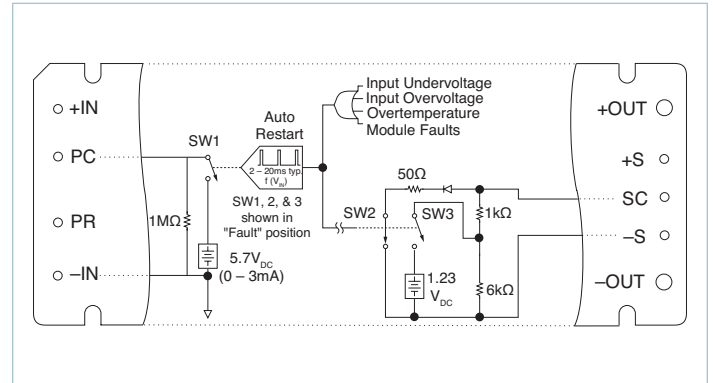 +IN
PC
PR
–IN
1MΩ
SW1
Auto
Restart
2 – 20ms typ.
f (V_IN)
SW1, 2, & 3
shown in
"Fault" position
5.7V_DC
(0 – 3mA)
Input Undervoltage
Input Overvoltage
Overtemperature
Module Faults
50Ω
SW2
SW3
1kΩ
1.23
V_DC
6kΩ
+OUT
+S
SC
–S
–OUT